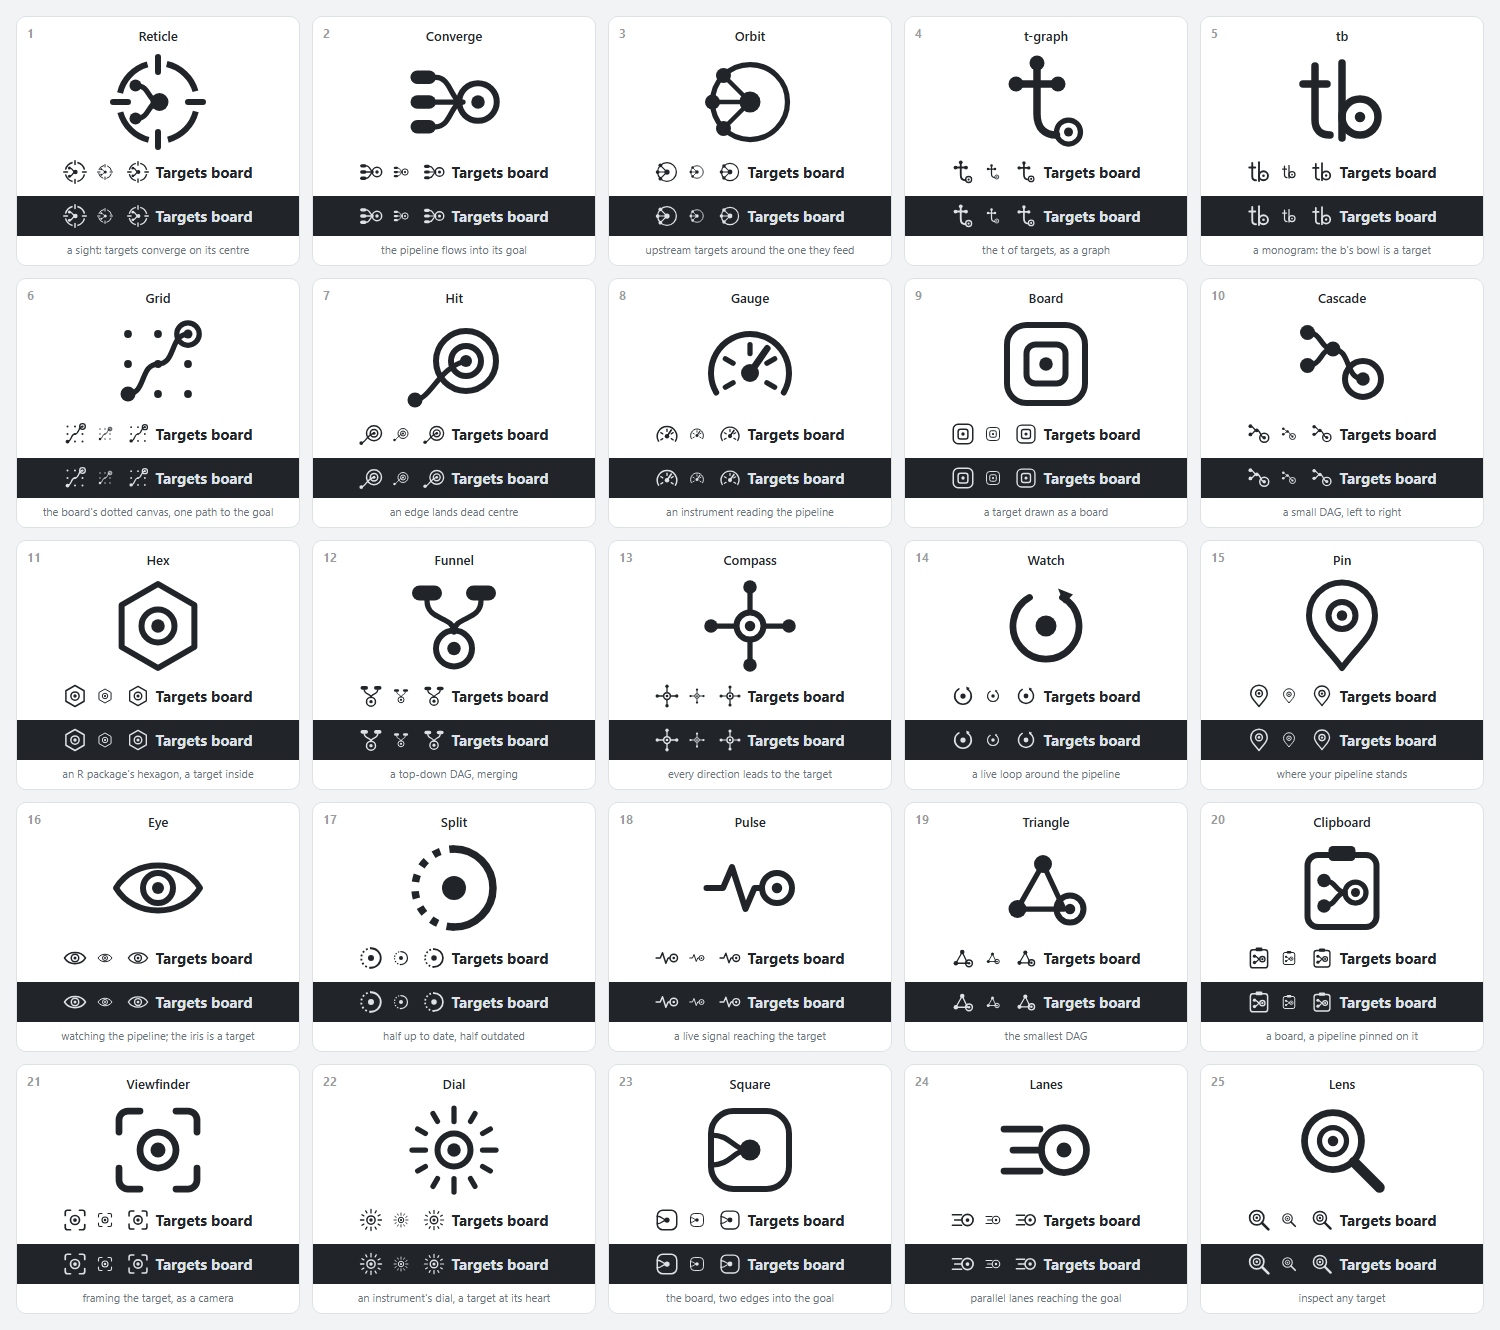 1
Reticle
Targets board
Targets board
a sight: targets converge on its centre
2
Converge
Targets board
Targets board
the pipeline flows into its goal
3
Orbit
Targets board
Targets board
upstream targets around the one they feed
4
t-graph
Targets board
Targets board
the t of targets, as a graph
5
tb
Targets board
Targets board
a monogram: the b's bowl is a target
6
Grid
Targets board
Targets board
the board's dotted canvas, one path to the goal
7
Hit
Targets board
Targets board
an edge lands dead centre
8
Gauge
Targets board
Targets board
an instrument reading the pipeline
9
Board
Targets board
Targets board
a target drawn as a board
10
Cascade
Targets board
Targets board
a small DAG, left to right
11
Hex
Targets board
Targets board
an R package's hexagon, a target inside
12
Funnel
Targets board
Targets board
a top-down DAG, merging
13
Compass
Targets board
Targets board
every direction leads to the target
14
Watch
Targets board
Targets board
a live loop around the pipeline
15
Pin
Targets board
Targets board
where your pipeline stands
16
Eye
Targets board
Targets board
watching the pipeline; the iris is a target
17
Split
Targets board
Targets board
half up to date, half outdated
18
Pulse
Targets board
Targets board
a live signal reaching the target
19
Triangle
Targets board
Targets board
the smallest DAG
20
Clipboard
Targets board
Targets board
a board, a pipeline pinned on it
21
Viewfinder
Targets board
Targets board
framing the target, as a camera
22
Dial
Targets board
Targets board
an instrument's dial, a target at its heart
23
Square
Targets board
Targets board
the board, two edges into the goal
24
Lanes
Targets board
Targets board
parallel lanes reaching the goal
25
Lens
Targets board
Targets board
inspect any target